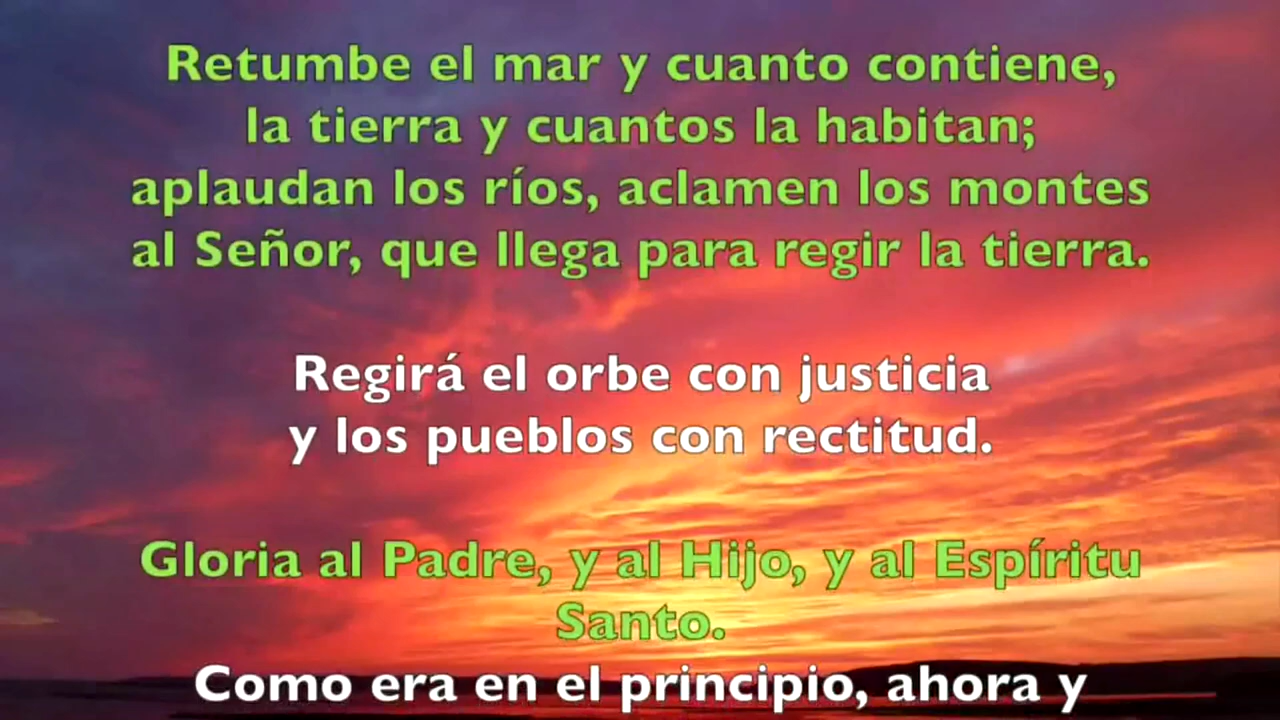 Retumbe el mar y cuanto contiene,
la tierra y cuantos la habitan;
aplaudan los ríos, aclamen los montes
al Señor, que llega para regir la tierra.
Regirá el orbe con justicia
y los pueblos con rectitud.
Gloria al Padre, y al Hijo, y al Espíritu
Santo.
Como era en el principio, ahora y